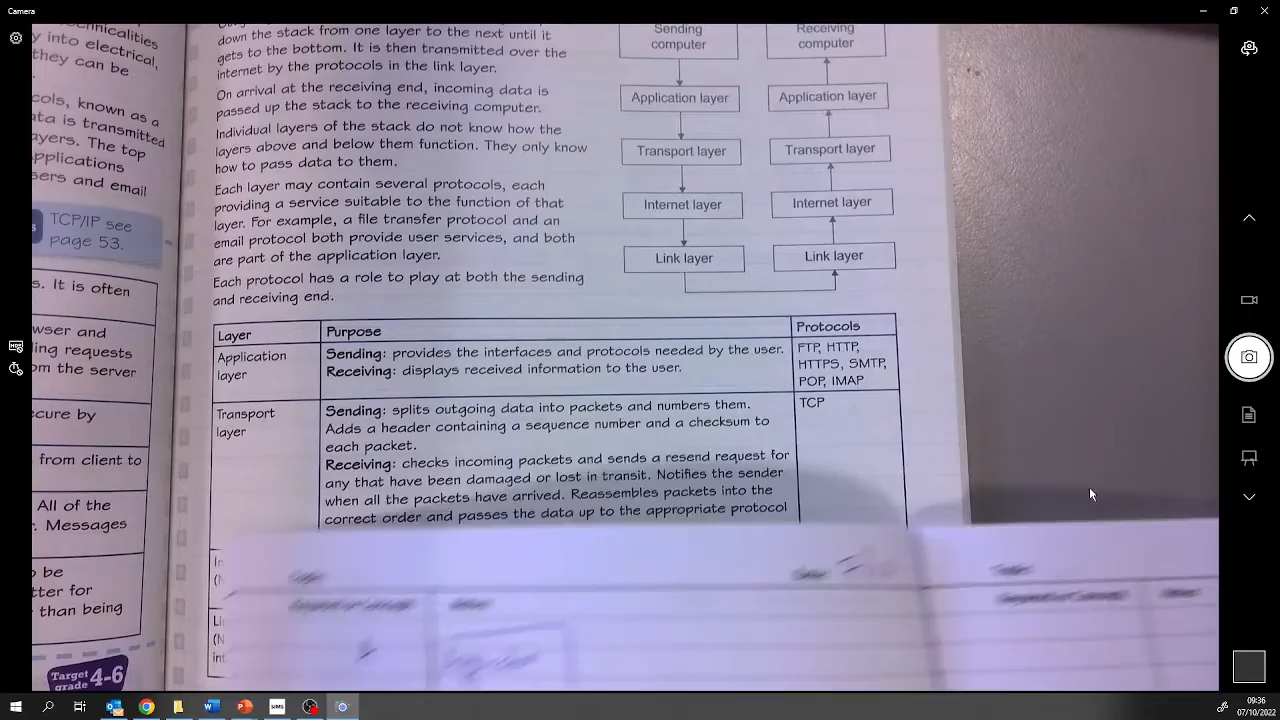 Camera
echnicalities
y into electrical,
they can be
cols, known as a
ata is transmitted
ayers. The top
applications
sers and email
TCP/IP see
page 53.
s. It is often
wser and
ling requests
om the server
ecure by
from client to
All of the
r. Messages
o be
tter for
than being
Target
grade 4-6
down the stack from one layer to the next until it
gets to the bottom. It is then transmitted over the
internet by the protocols in the link layer.
On arrival at the receiving end, incoming data is
passed up the stack to the receiving computer.
Individual layers of the stack do not know how the
layers above and below them function. They only know
how to pass data to them.
Each layer may contain several protocols, each
providing a service suitable to the function of that
layer. For example, a file transfer protocol and an
email protocol both provide user services, and both
are part of the application layer.
Each protocol has a role to play at both the sending
and receiving end.
Sending
computer
Application layer
Transport layer
Internet layer
Link layer
Receiving
computer
Application layer
Transport layer
Internet layer
Link layer
Layer
Purpose
Protocols
Application
layer
Sending: provides the interfaces and protocols needed by the user.
Receiving: displays received information to the user.
FTP, HTTP,
HTTPS, SMTP,
POP, IMAP
Transport
layer
Sending: splits outgoing data into packets and numbers them.
Adds a header containing a sequence number and a checksum to
each packet.
Receiving: checks incoming packets and sends a resend request for
any that have been damaged or lost in transit. Notifies the sender
when all the packets have arrived. Reassembles packets into the
correct order and passes the data up to the appropriate protocol
TCP
In
(N
Li
(N
int
SIMS
09:36
07/10/2022